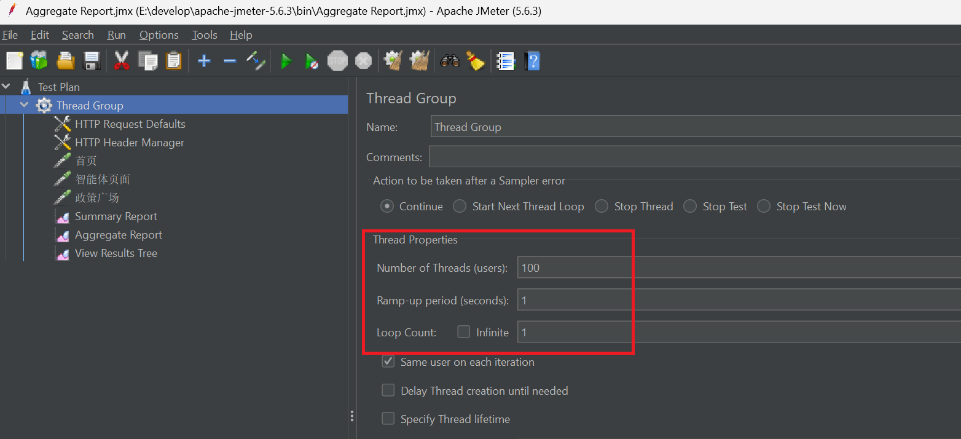 Aggregate Report.jmx (E:\develop\apache-jmeter-5.6.3\bin\Aggregate Report.jmx) - Apache JMeter (5.6.3)
File Edit Search Run Options Tools Help
Test Plan
Thread Group
HTTP Request Defaults
HTTP Header Manager
首页
智能体页面
政策广场
Summary Report
Aggregate Report
View Results Tree
Thread Group
Name: Thread Group
Comments:
Action to be taken after a Sampler error
Continue Start Next Thread Loop Stop Thread Stop Test Stop Test Now
Thread Properties
Number of Threads (users): 100
Ramp-up period (seconds): 1
Loop Count: Infinite 1
Same user on each iteration
Delay Thread creation until needed
Specify Thread lifetime